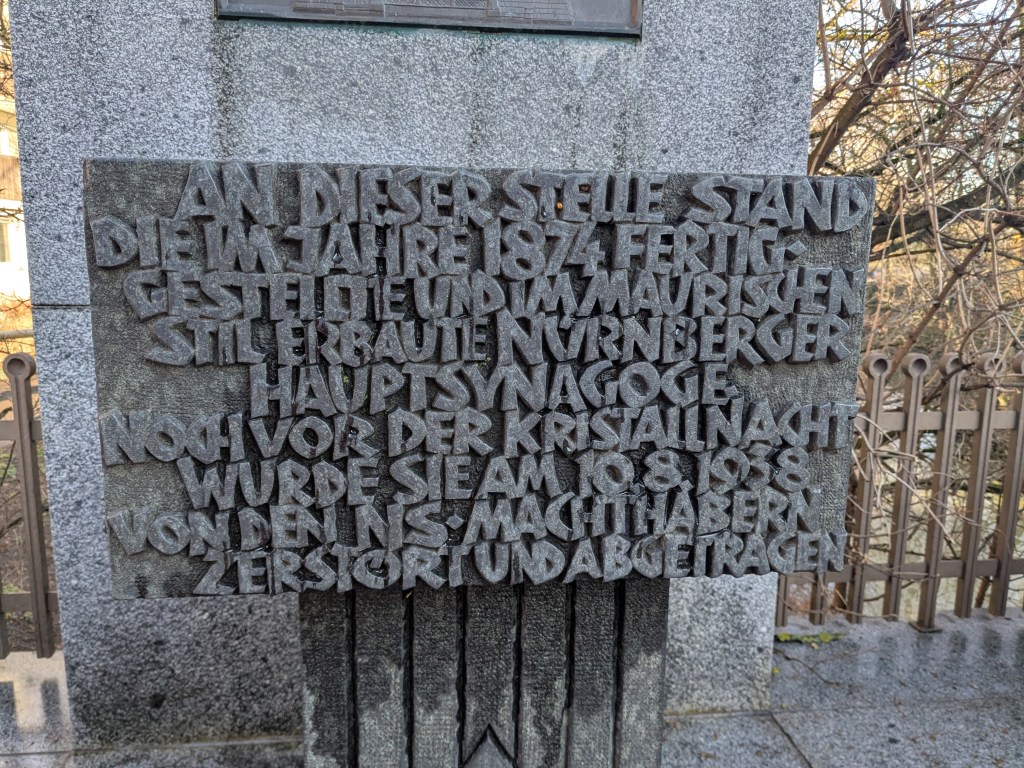 AN DIESER STELLE STAND
DIE IM JAHRE 1874 FERTIG-
GESTELLTE UND IM MAURISCHEN
STIL ERBAUTE NÜRNBERGER
HAUPTSYNAGOGE
NOCH VOR DER KRISTALLNACHT
WURDE SIE AM 10.8.1938
VON DEN NS-MACHTHABERN
ZERSTÖRT UND ABGETRAGEN